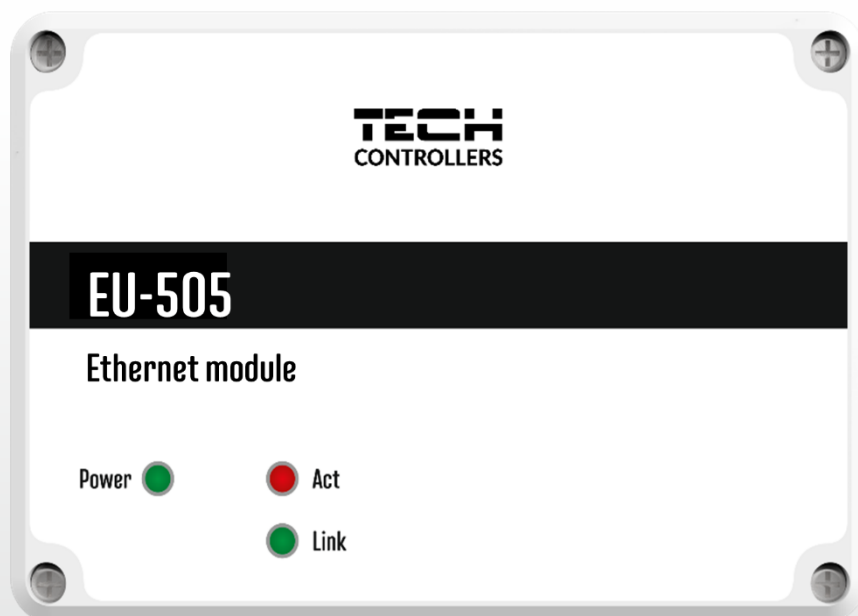 TECH
CONTROLLERS
EU-505
Ethernet module
Power
Act
Link